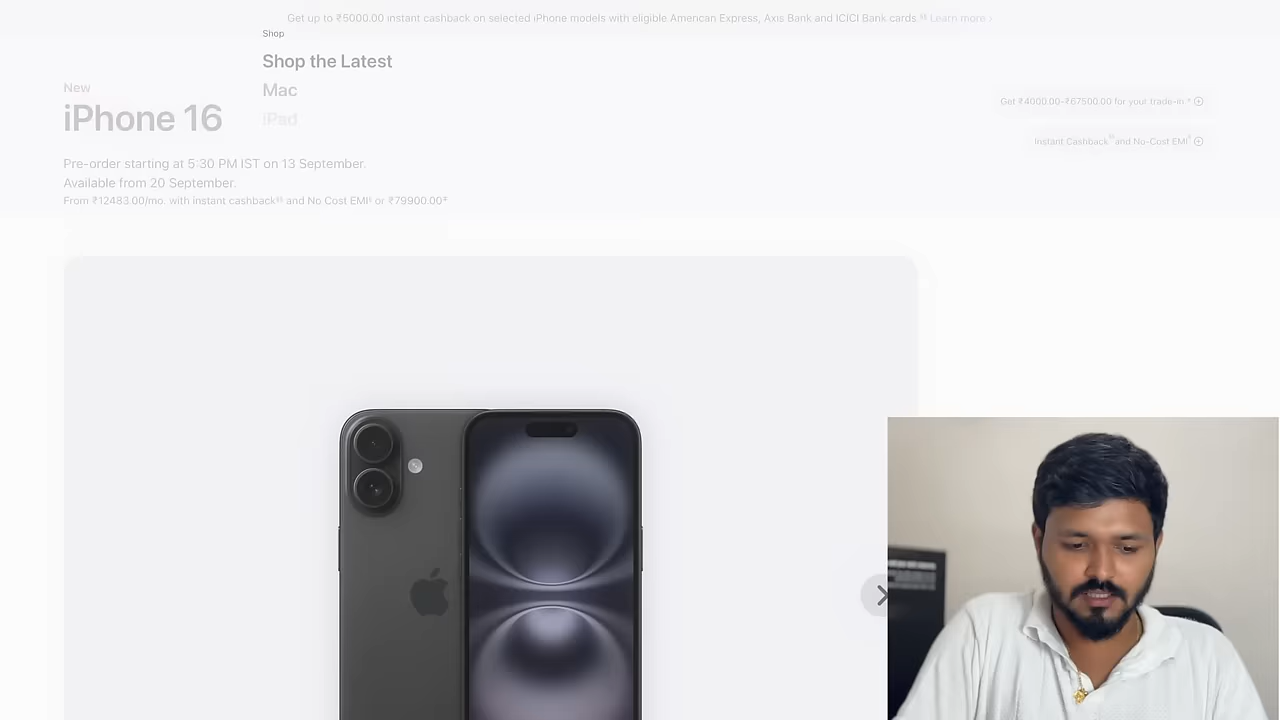 Get up to ₹5000.00 instant cashback on selected iPhone models with eligible American Express, Axis Bank and ICICI Bank cards.§§ Learn more ›
Shop
Shop the Latest
Mac
iPad
New
iPhone 16
Get ₹4000.00-₹67500.00 for your trade-in.*
Instant Cashback§§ and No-Cost EMI§
Pre-order starting at 5:30 PM IST on 13 September.
Available from 20 September.
From ₹12483.00/mo. with instant cashback§§ and No Cost EMI§ or ₹79900.00‡